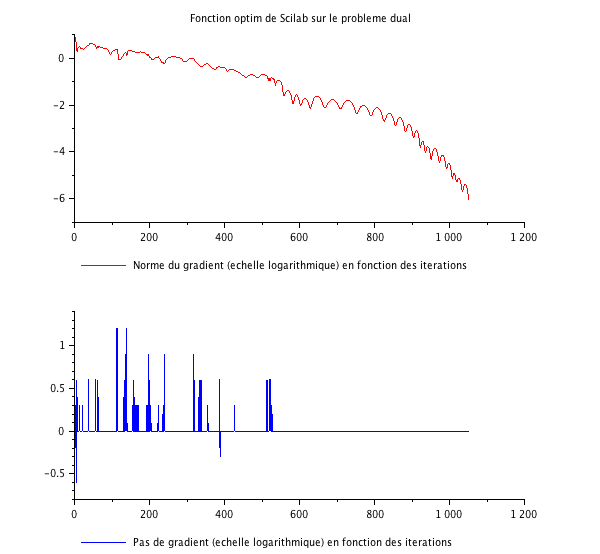 Fonction optim de Scilab sur le probleme dual
0
−2
−4
−6
0 200 400 600 800 1 000 1 200
Norme du gradient (echelle logarithmique) en fonction des iterations
1
0.5
0
−0.5
0 200 400 600 800 1 000 1 200
Pas de gradient (echelle logarithmique) en fonction des iterations